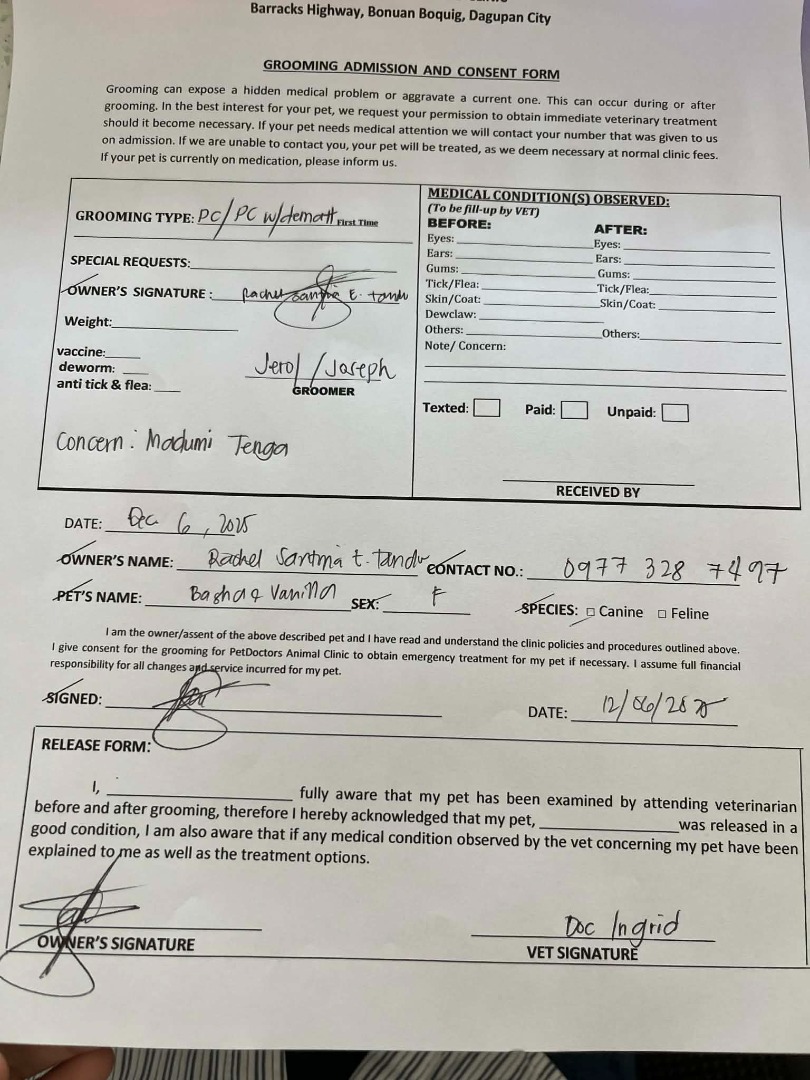 Barracks Highway, Bonuan Boquig, Dagupan City
GROOMING ADMISSION AND CONSENT FORM
Grooming can expose a hidden medical problem or aggravate a current one. This can occur during or after
grooming. In the best interest for your pet, we request your permission to obtain immediate veterinary treatment
should it become necessary. If your pet needs medical attention we will contact your number that was given to us
on admission. If we are unable to contact you, your pet will be treated, as we deem necessary at normal clinic fees.
If your pet is currently on medication, please inform us.
GROOMING TYPE: PC/PC w/dematt First Time
SPECIAL REQUESTS:
OWNER'S SIGNATURE : Rachel E.
Weight:
vaccine:
deworm:
anti tick & flea:
Jerol/Joseph
GROOMER
Concern: Madumi Tenga
MEDICAL CONDITION(S) OBSERVED:
(To be fill-up by VET)
BEFORE: AFTER:
Eyes: Eyes:
Ears: Ears:
Gums: Gums:
Tick/Flea: Tick/Flea:
Skin/Coat: Skin/Coat:
Dewclaw:
Others: Others:
Note/ Concern:
Texted: Paid: Unpaid:
RECEIVED BY
DATE: Dec 6, 2025
OWNER'S NAME: Rachel CONTACT NO.: 0977 328 7497
PET'S NAME: Basha & Vanilla SEX: F SPECIES: Canine Feline
I am the owner/assent of the above described pet and I have read and understand the clinic policies and procedures outlined above.
I give consent for the grooming for PetDoctors Animal Clinic to obtain emergency treatment for my pet if necessary. I assume full financial
responsibility for all changes and service incurred for my pet.
SIGNED: DATE: 12/06/2025
RELEASE FORM:
I, fully aware that my pet has been examined by attending veterinarian
before and after grooming, therefore I hereby acknowledged that my pet, was released in a
good condition, I am also aware that if any medical condition observed by the vet concerning my pet have been
explained to me as well as the treatment options.
Doc Ingrid
OWNER'S SIGNATURE VET SIGNATURE